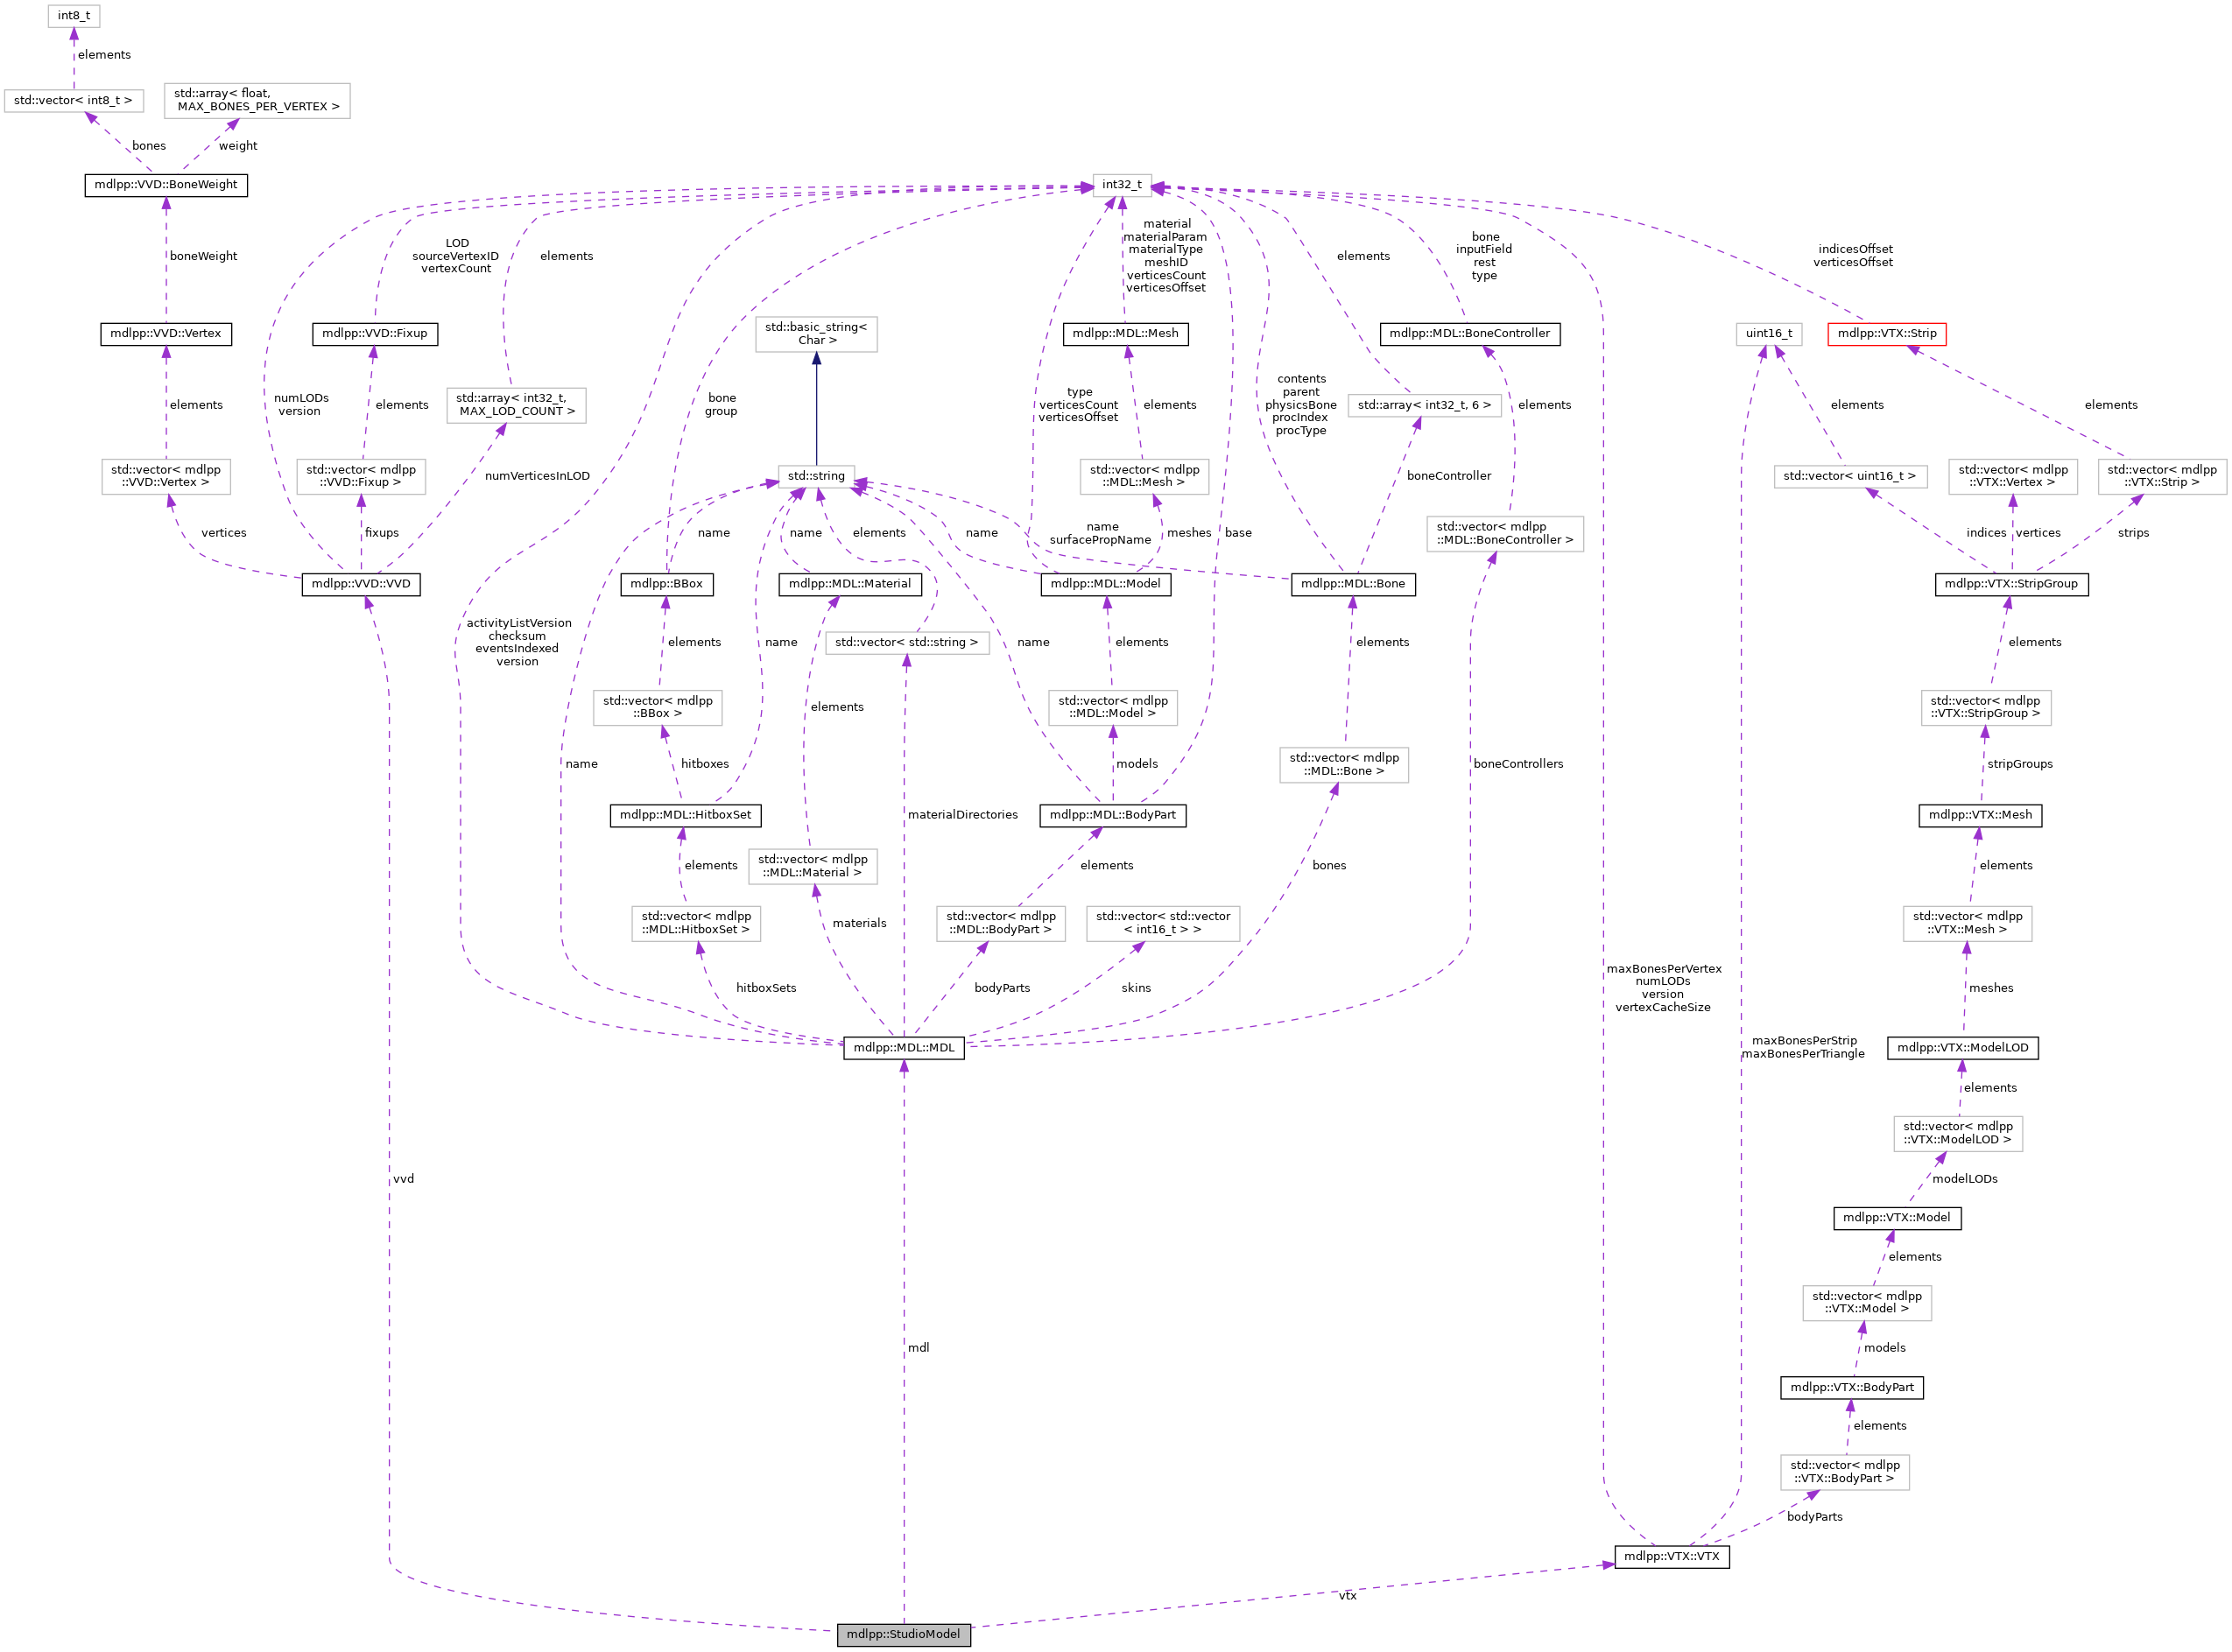 int8_t
elements
std::vector< int8_t >
std::array< float,
MAX_BONES_PER_VERTEX >
bones
weight
mdlpp::VVD::BoneWeight
int32_t
boneWeight
LOD
sourceVertexID
vertexCount
elements
material
materialParam
materialType
meshID
verticesCount
verticesOffset
elements
bone
inputField
rest
type
indicesOffset
verticesOffset
mdlpp::VVD::Vertex
mdlpp::VVD::Fixup
std::basic_string<
Char >
mdlpp::MDL::Mesh
mdlpp::MDL::BoneController
uint16_t
mdlpp::VTX::Strip
elements
numLODs
version
elements
std::array< int32_t,
MAX_LOD_COUNT >
bone
group
type
verticesCount
verticesOffset
elements
contents
parent
physicsBone
procIndex
procType
std::array< int32_t, 6 >
elements
elements
elements
std::vector< mdlpp
::VVD::Vertex >
std::vector< mdlpp
::VVD::Fixup >
numVerticesInLOD
std::string
std::vector< mdlpp
::MDL::Mesh >
boneController
std::vector< uint16_t >
std::vector< mdlpp
::VTX::Vertex >
std::vector< mdlpp
::VTX::Strip >
vertices
fixups
name
name
elements
name
name
surfacePropName
meshes
base
std::vector< mdlpp
::MDL::BoneController >
indices
vertices
strips
mdlpp::VVD::VVD
mdlpp::BBox
mdlpp::MDL::Material
mdlpp::MDL::Model
mdlpp::MDL::Bone
mdlpp::VTX::StripGroup
activityListVersion
checksum
eventsIndexed
version
elements
name
std::vector< std::string >
name
elements
elements
elements
std::vector< mdlpp
::BBox >
elements
std::vector< mdlpp
::MDL::Model >
std::vector< mdlpp
::VTX::StripGroup >
name
hitboxes
models
std::vector< mdlpp
::MDL::Bone >
boneControllers
stripGroups
mdlpp::MDL::HitboxSet
materialDirectories
mdlpp::MDL::BodyPart
mdlpp::VTX::Mesh
elements
std::vector< mdlpp
::MDL::Material >
elements
bones
elements
std::vector< mdlpp
::MDL::HitboxSet >
materials
std::vector< mdlpp
::MDL::BodyPart >
std::vector< std::vector
< int16_t > >
std::vector< mdlpp
::VTX::Mesh >
hitboxSets
bodyParts
skins
maxBonesPerVertex
numLODs
version
vertexCacheSize
meshes
mdlpp::MDL::MDL
maxBonesPerStrip
maxBonesPerTriangle
mdlpp::VTX::ModelLOD
elements
std::vector< mdlpp
::VTX::ModelLOD >
vvd
modelLODs
mdlpp::VTX::Model
elements
std::vector< mdlpp
::VTX::Model >
mdl
models
mdlpp::VTX::BodyPart
elements
std::vector< mdlpp
::VTX::BodyPart >
bodyParts
mdlpp::VTX::VTX
vtx
mdlpp::StudioModel